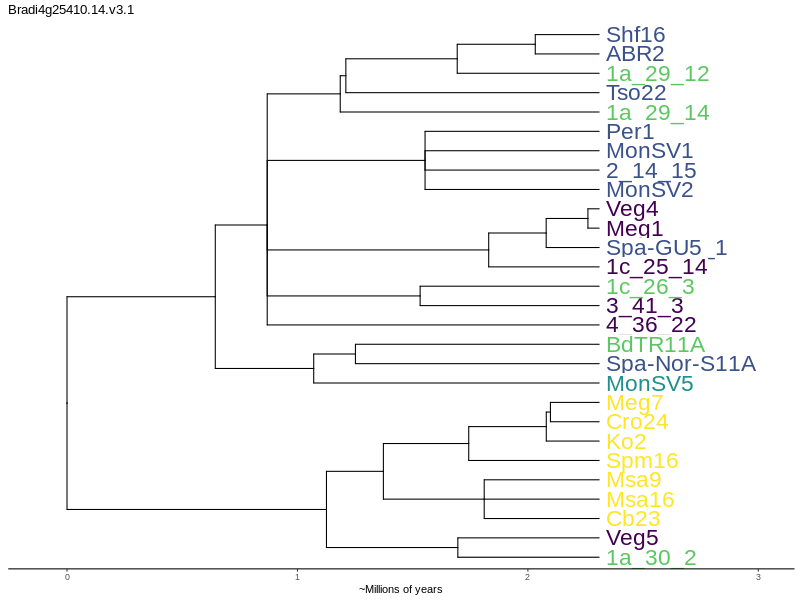 Bradi4g25410.14.v3.1
Shf16
ABR2
1a_29_12
Tso22
1a_29_14
Per1
MonSV1
2_14_15
MonSV2
Veg4
Meg1
Spa-GU5_1
1c_25_14
1c_26_3
3_41_3
4_36_22
BdTR11A
Spa-Nor-S11A
MonSV5
Meg7
Cro24
Ko2
Spm16
Msa9
Msa16
Cb23
Veg5
1a_30_2
0 1 2 3
~Millions of years